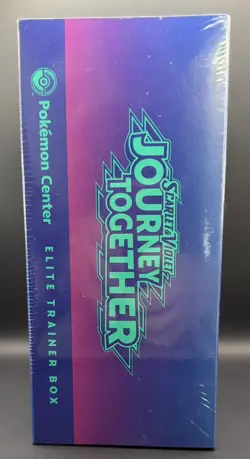 SCARLET & VIOLET
JOURNEY
TOGETHER
Pokémon Center
ELITE TRAINER BOX